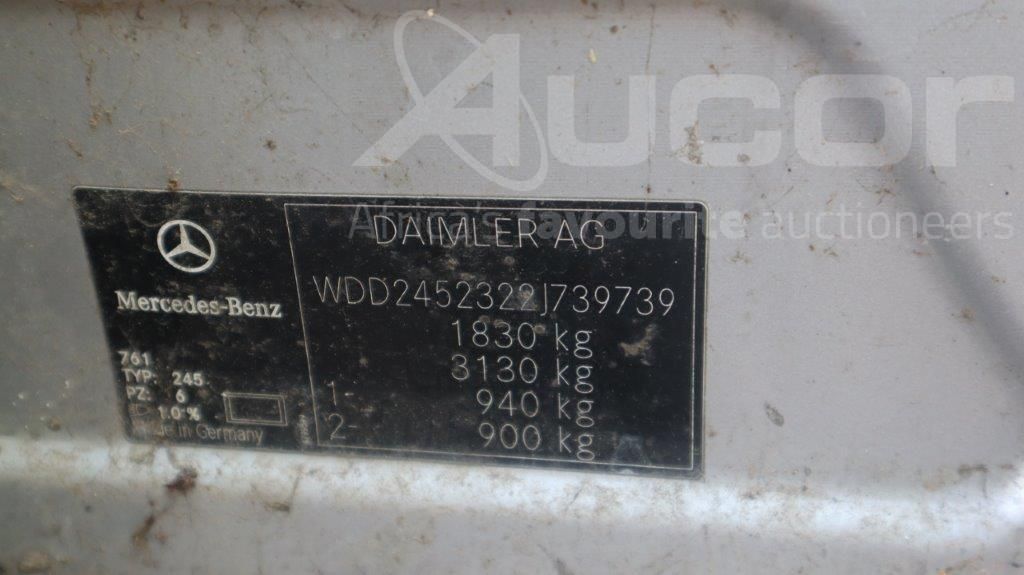 Aucor
Africa's favourite auctioneers
DAIMLER AG
WDD2452322J739739
1830 kg
3130 kg
1- 940 kg
2- 900 kg
Mercedes-Benz
761
TYP: 245
PZ: 6
1.0 %
Made in Germany